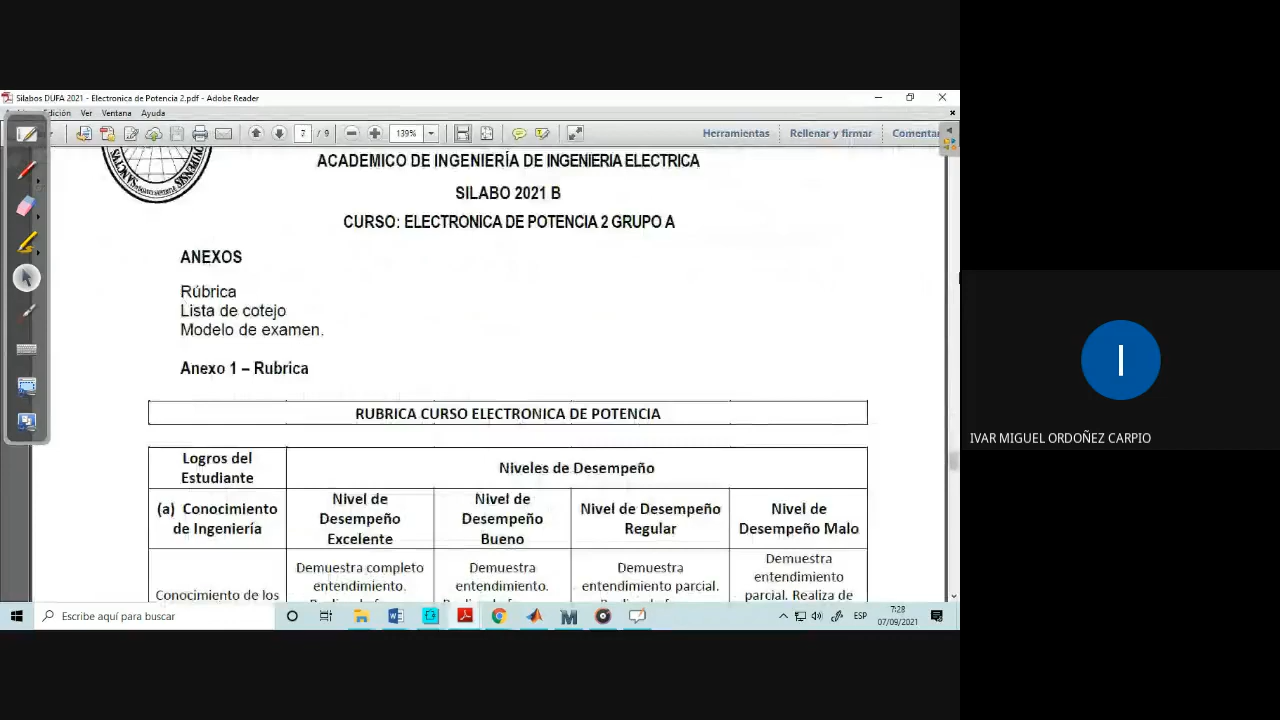 Silabos DUFA 2021 - Electronica de Potencia 2.pdf - Adobe Reader
Edición Ver Ventana Ayuda
7 / 9 139% Herramientas Rellenar y firmar Comentar
ACADEMICO DE INGENIERÍA DE INGENIERIA ELECTRICA
SILABO 2021 B
CURSO: ELECTRONICA DE POTENCIA 2 GRUPO A
ANEXOS
Rúbrica
Lista de cotejo
Modelo de examen.
Anexo 1 – Rubrica
RUBRICA CURSO ELECTRONICA DE POTENCIA
Logros del
Estudiante
Niveles de Desempeño
(a) Conocimiento
de Ingeniería
Nivel de
Desempeño
Excelente
Nivel de
Desempeño
Bueno
Nivel de Desempeño
Regular
Nivel de
Desempeño Malo
Conocimiento de los
Demuestra completo
entendimiento.
Demuestra
entendimiento.
Demuestra
entendimiento parcial.
Demuestra
entendimiento
parcial. Realiza de
Escribe aquí para buscar
ESP
7:28
07/09/2021
I
IVAR MIGUEL ORDOÑEZ CARPIO